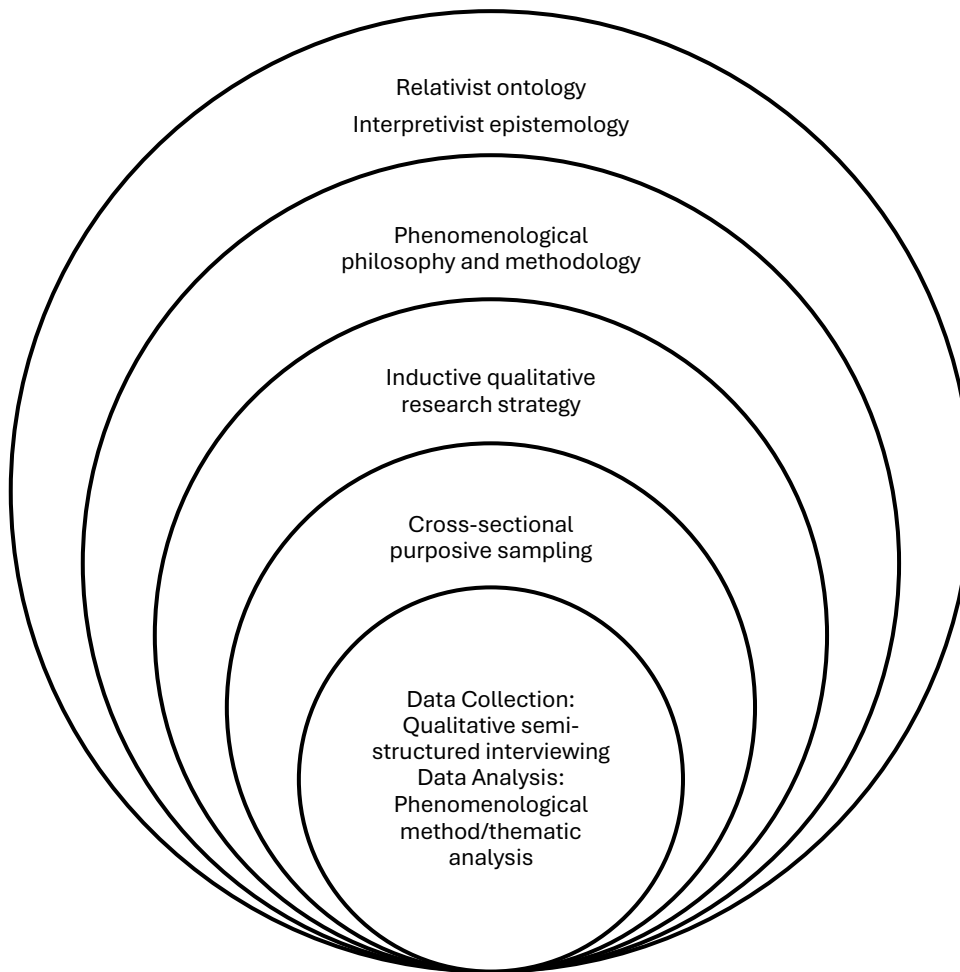 Relativist ontology
Interpretivist epistemology
Phenomenological
philosophy and methodology
Inductive qualitative
research strategy
Cross-sectional
purposive sampling
Data Collection:
Qualitative semi-
structured interviewing
Data Analysis:
Phenomenological
method/thematic
analysis